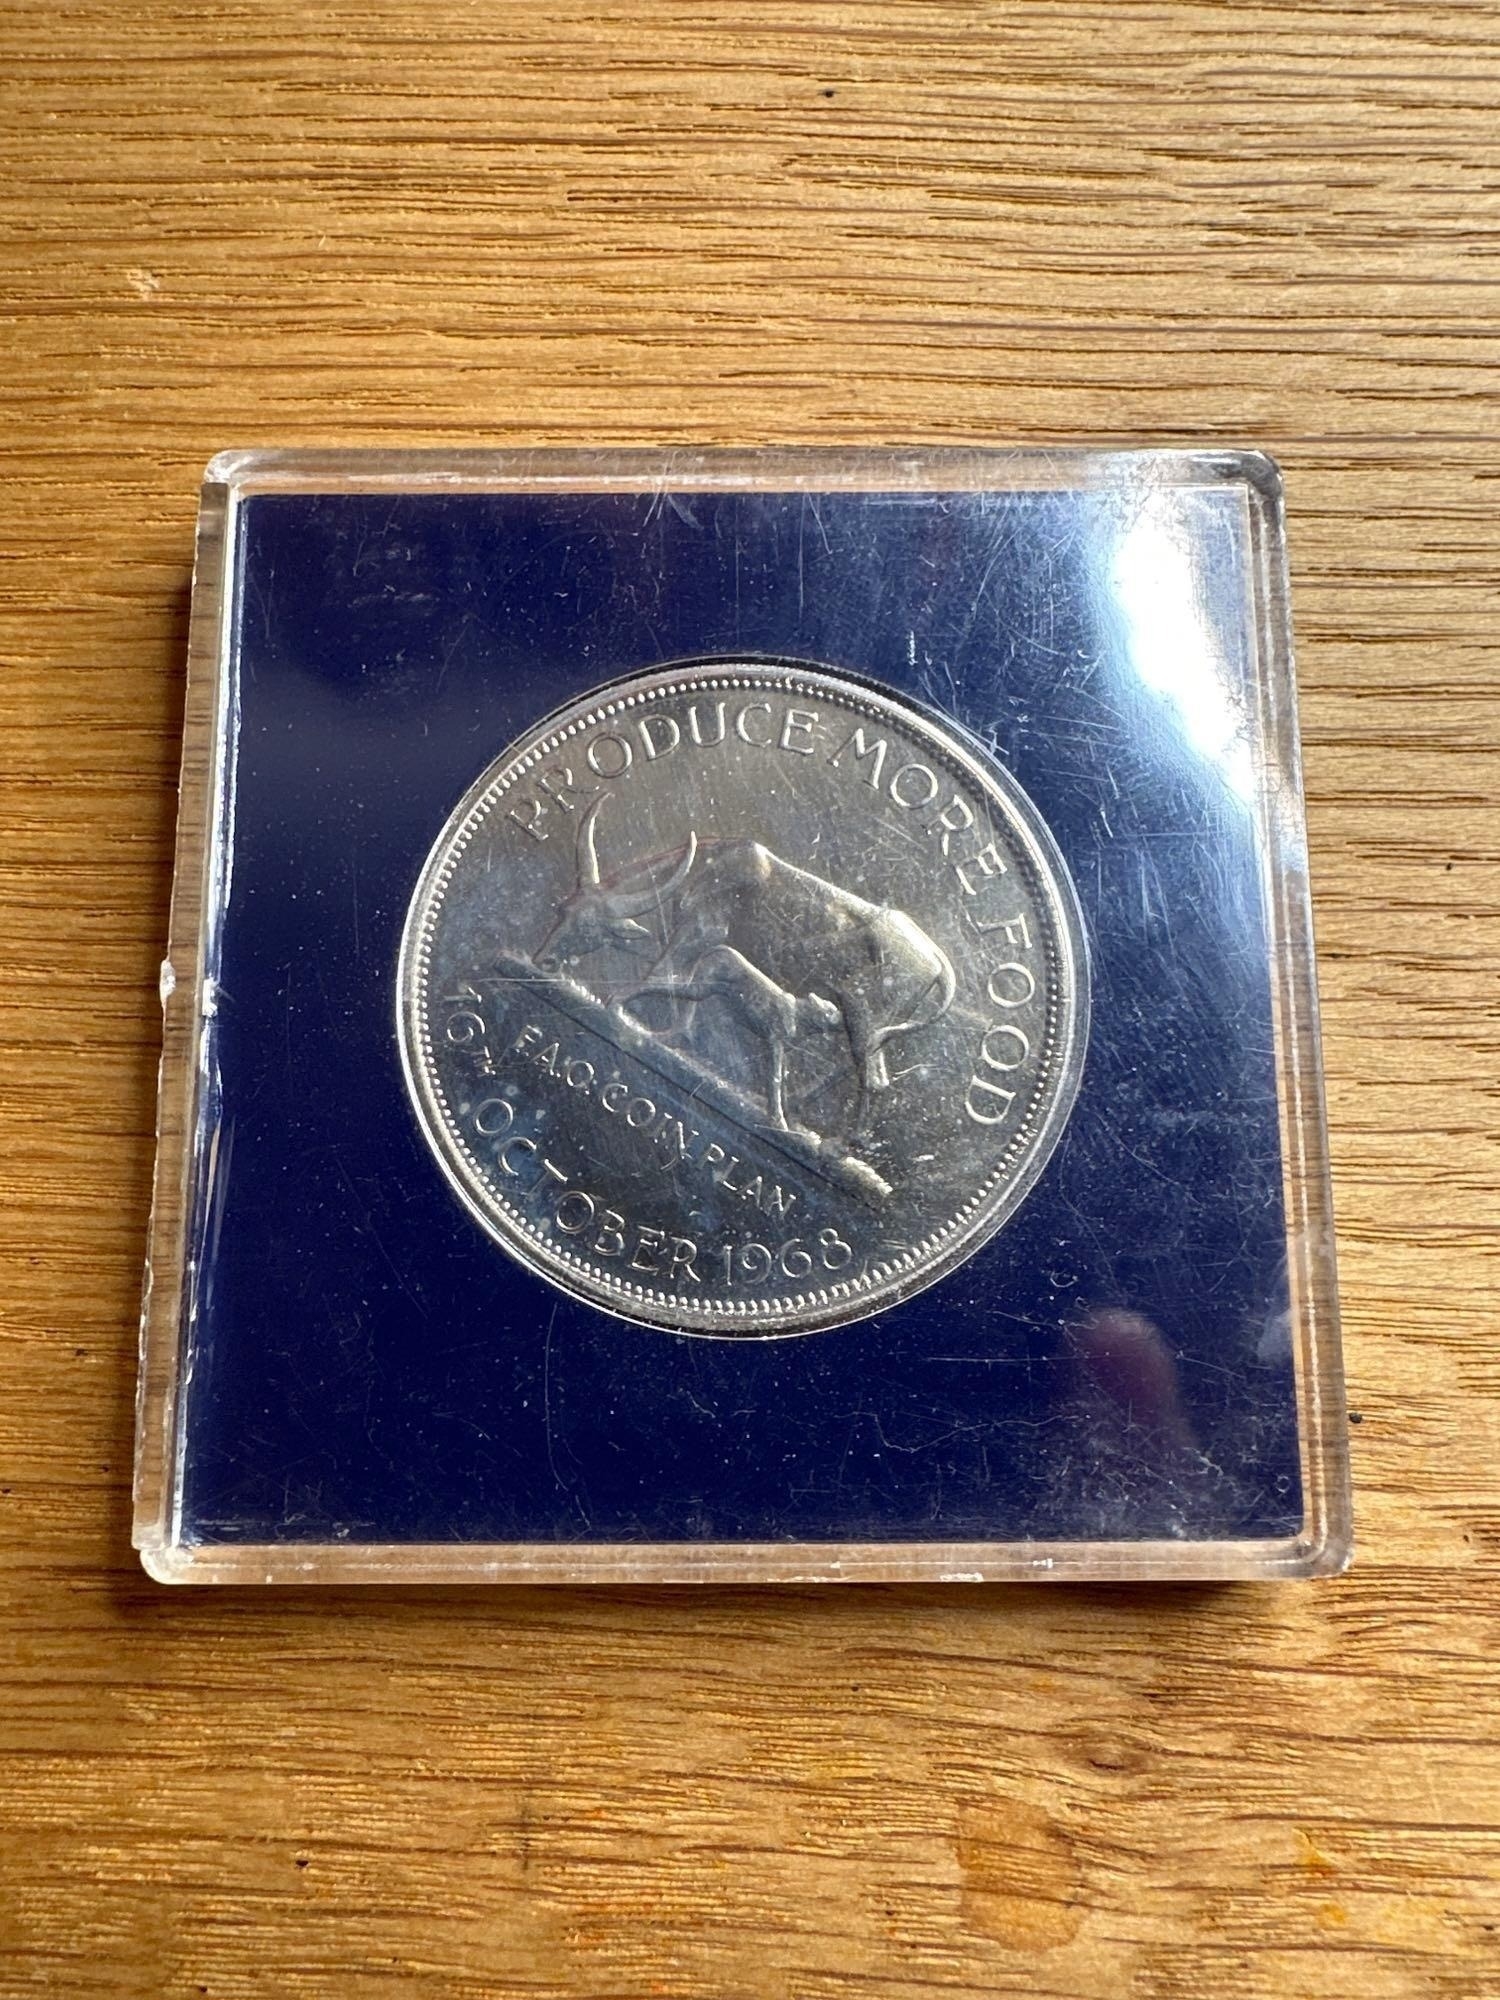 PRODUCE MORE FOOD
F.A.O. COIN PLAN
16TH OCTOBER 1968